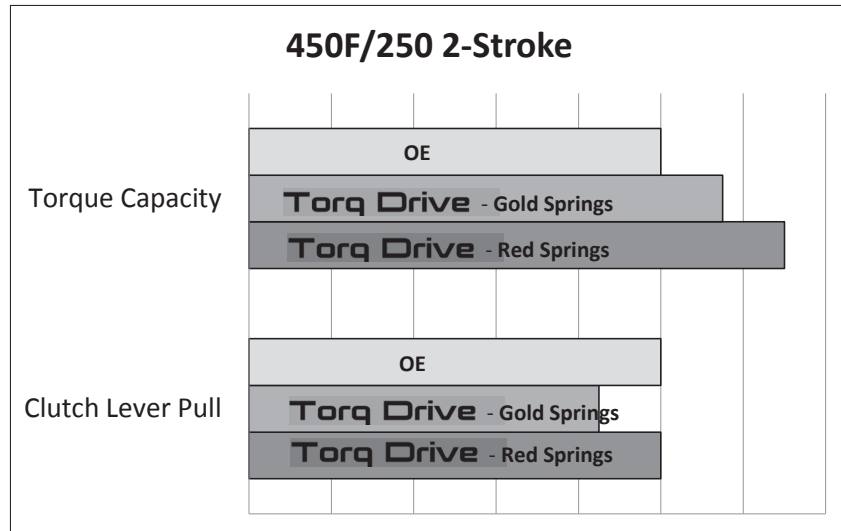 450F/250 2-Stroke
Torque Capacity
OE
Torq Drive - Gold Springs
Torq Drive - Red Springs
Clutch Lever Pull
OE
Torq Drive - Gold Springs
Torq Drive - Red Springs